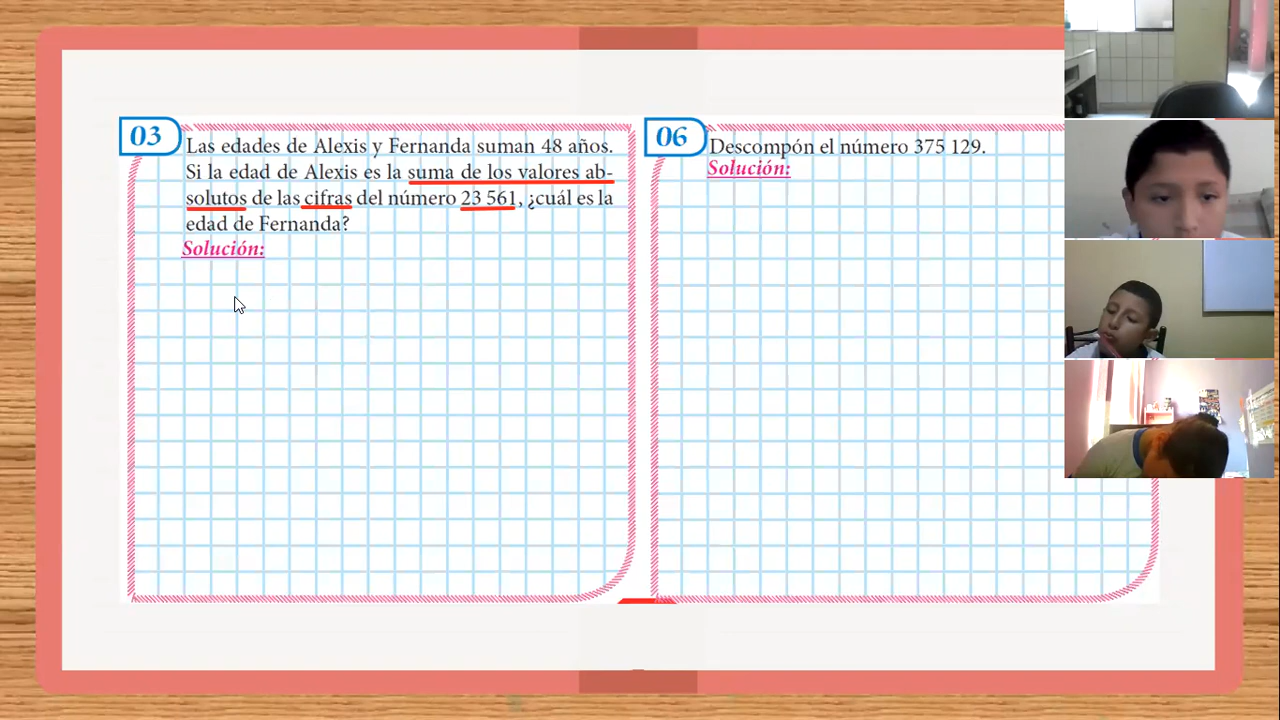 03
Las edades de Alexis y Fernanda suman 48 años.
Si la edad de Alexis es la suma de los valores ab-
solutos de las cifras del número 23 561, ¿cuál es la
edad de Fernanda?
Solución:
06
Descompón el número 375 129.
Solución: